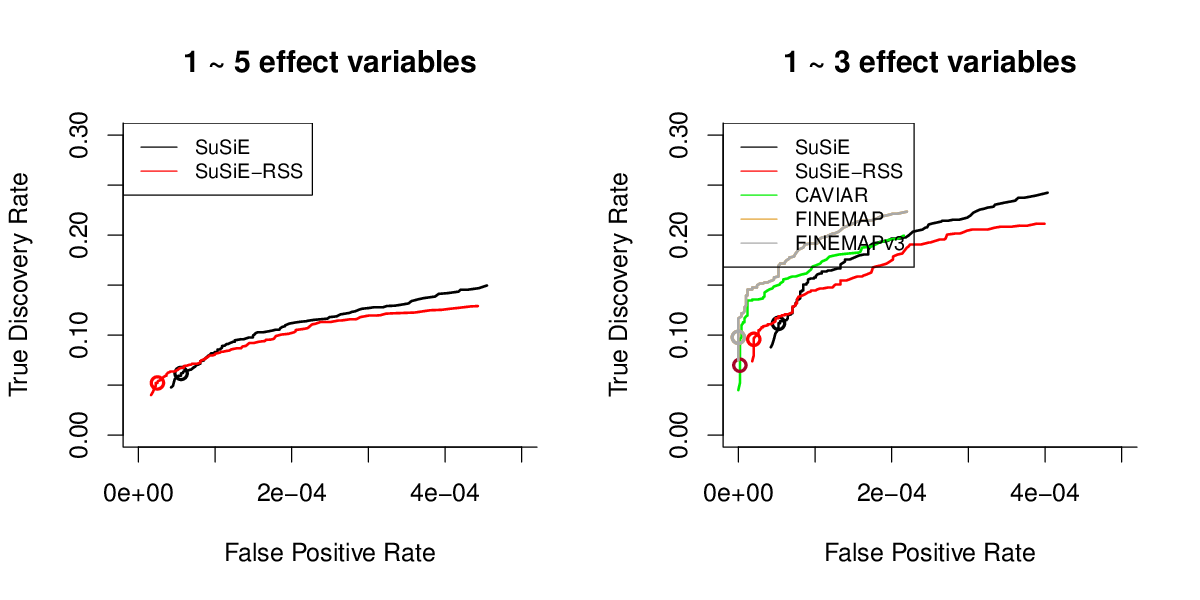 1 ~ 5 effect variables
True Discovery Rate
0.30
0.20
0.10
0.00
SuSiE
SuSiE−RSS
0e+00 2e−04 4e−04
False Positive Rate
1 ~ 3 effect variables
True Discovery Rate
0.30
0.20
0.10
0.00
SuSiE
SuSiE−RSS
CAVIAR
FINEMAP
FINEMAPv3
0e+00 2e−04 4e−04
False Positive Rate